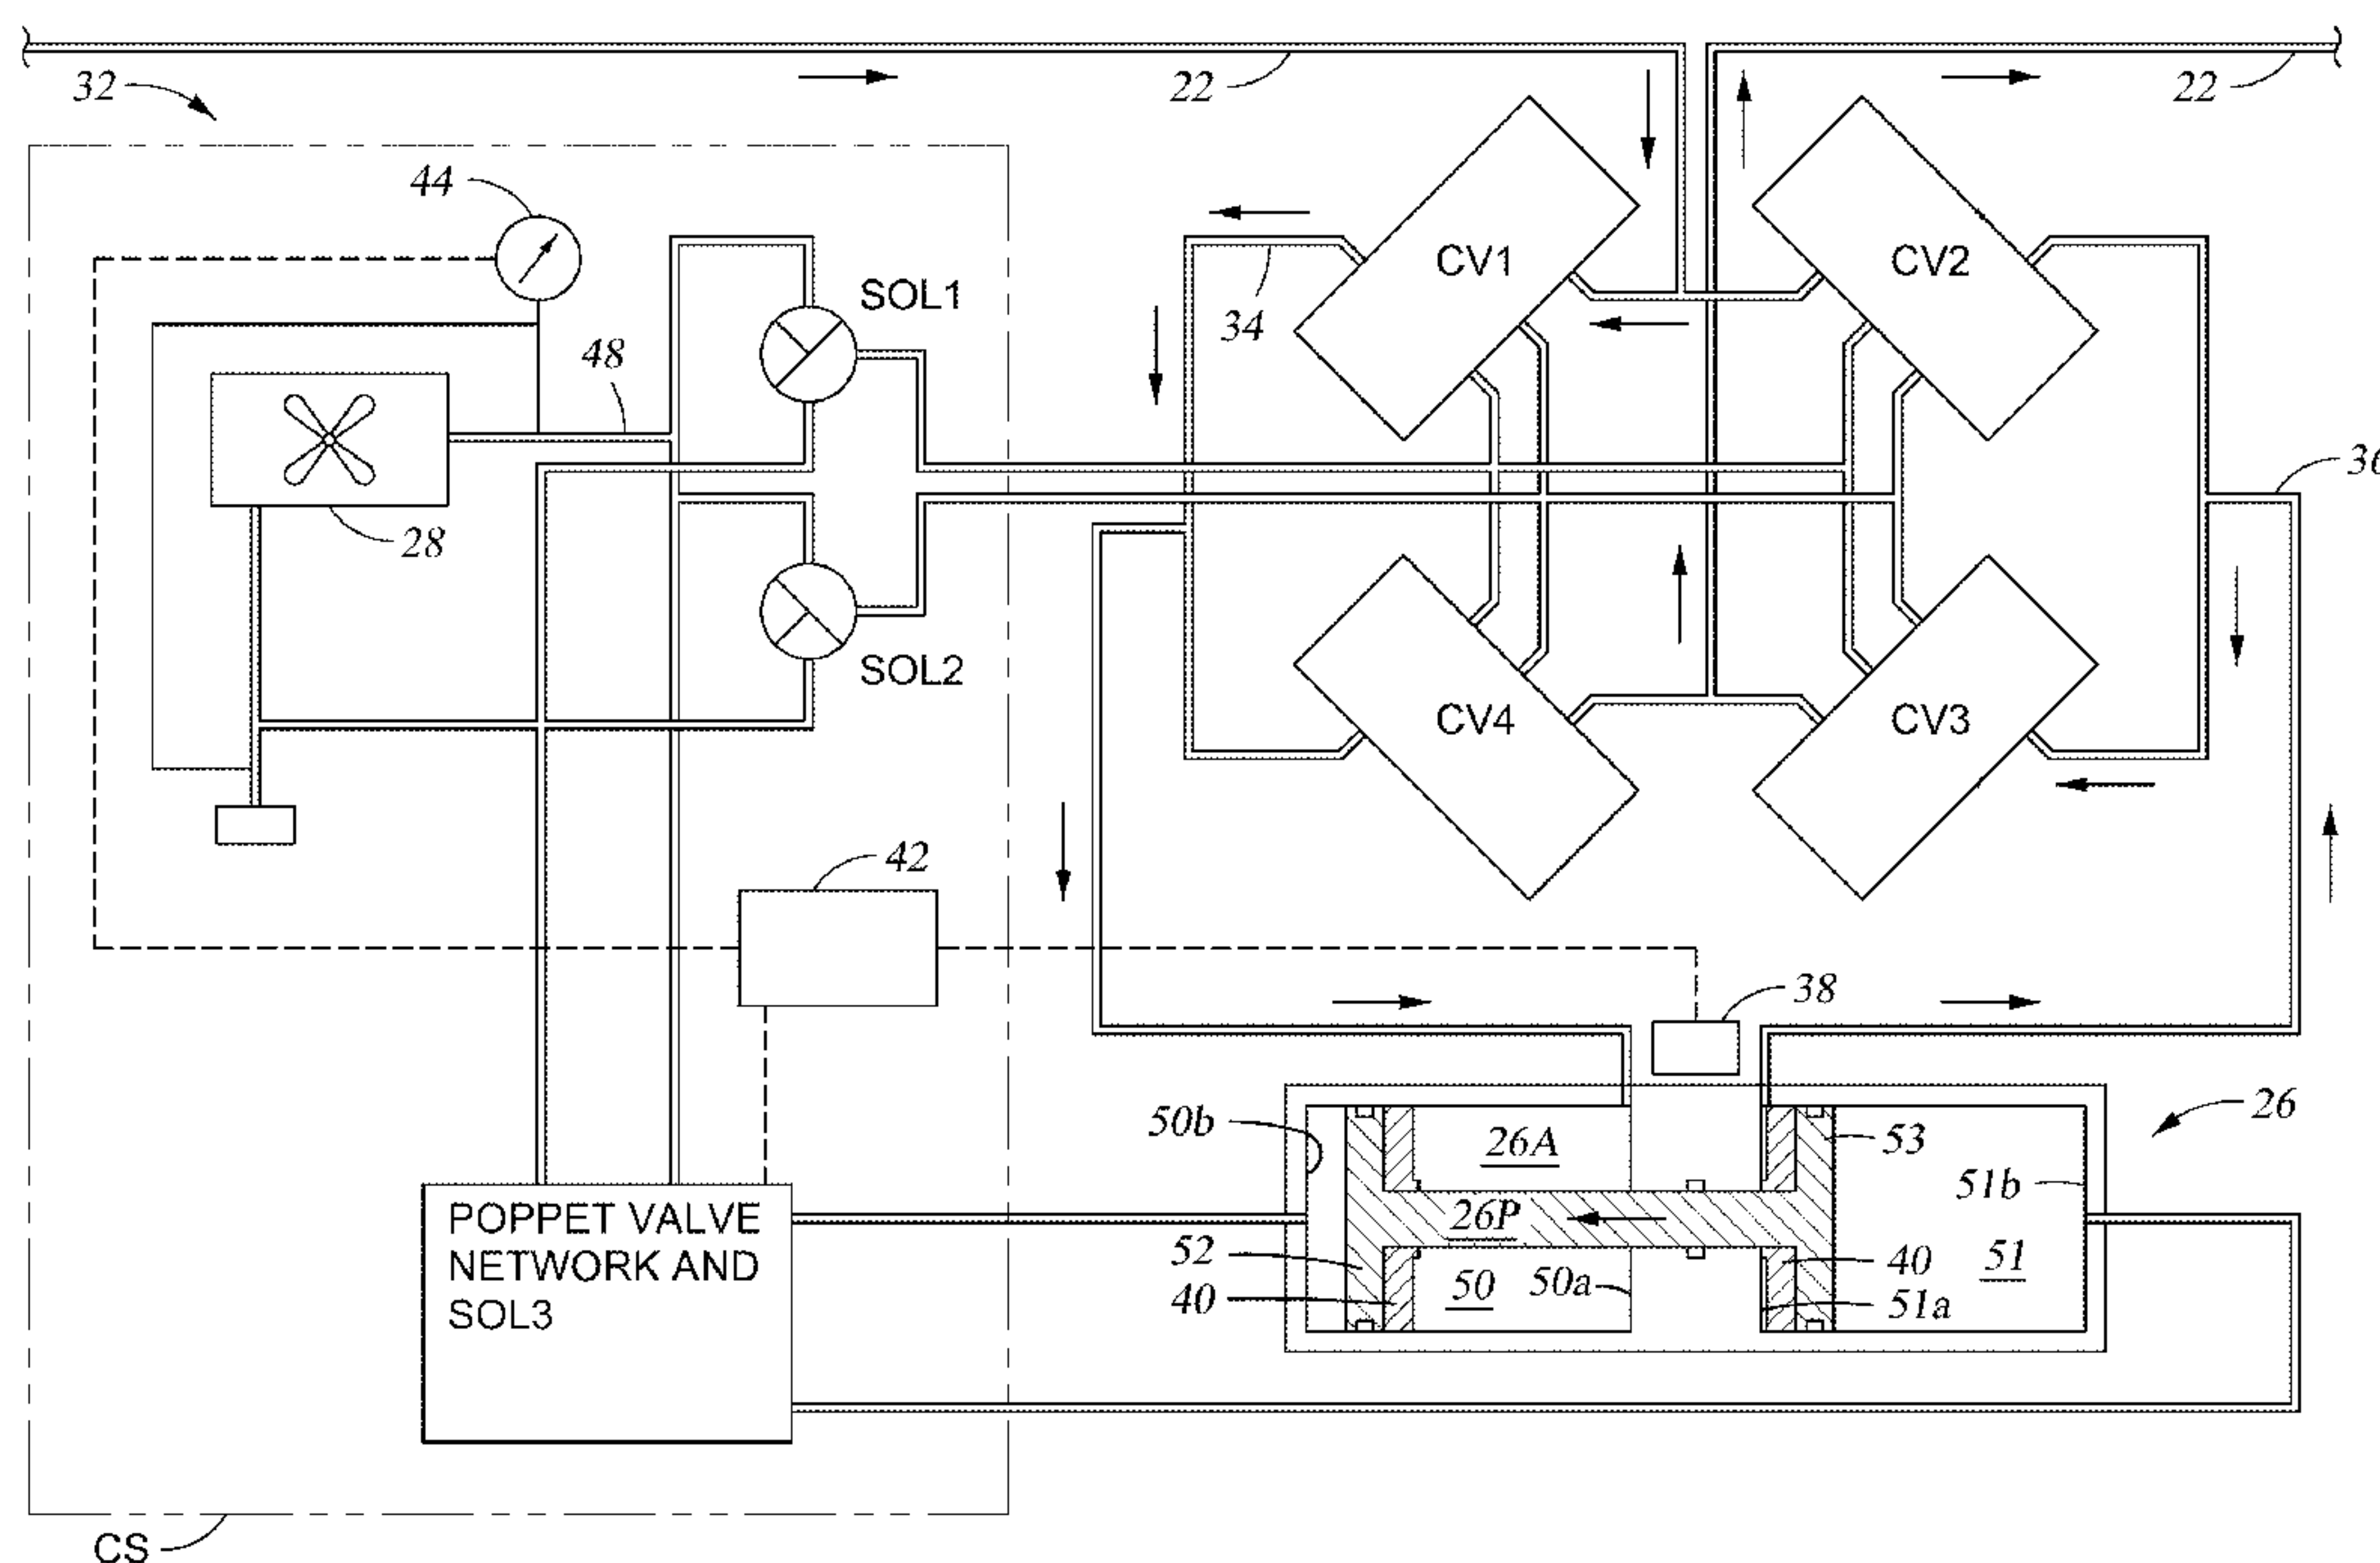 32
22
22
44
SOL1
CV1
CV2
34
48
36
28
SOL2
CV4
CV3
42
38
50b
26A
53
26
51b
26P
52
40
50
50a
40
51
51a
POPPET VALVE
NETWORK AND
SOL3
CS